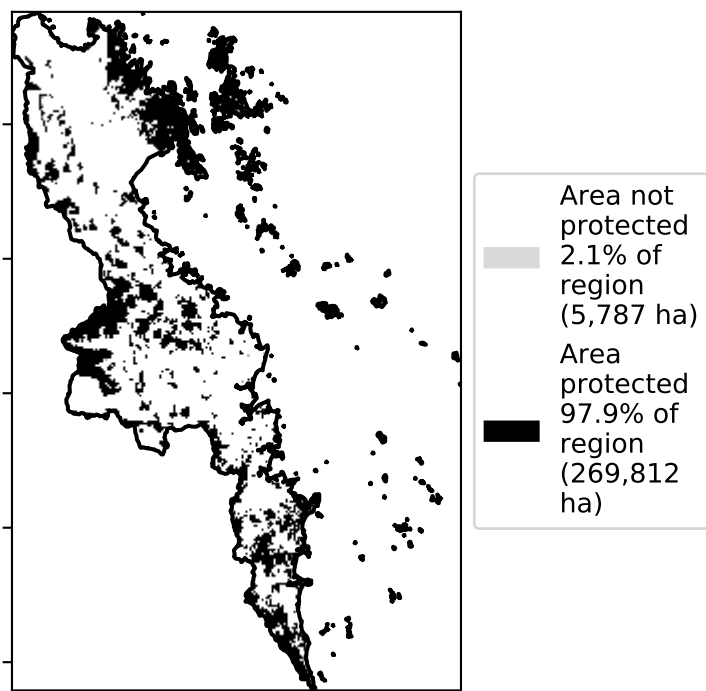 Area not
protected
2.1% of
region
(5,787 ha)
Area
protected
97.9% of
region
(269,812
ha)